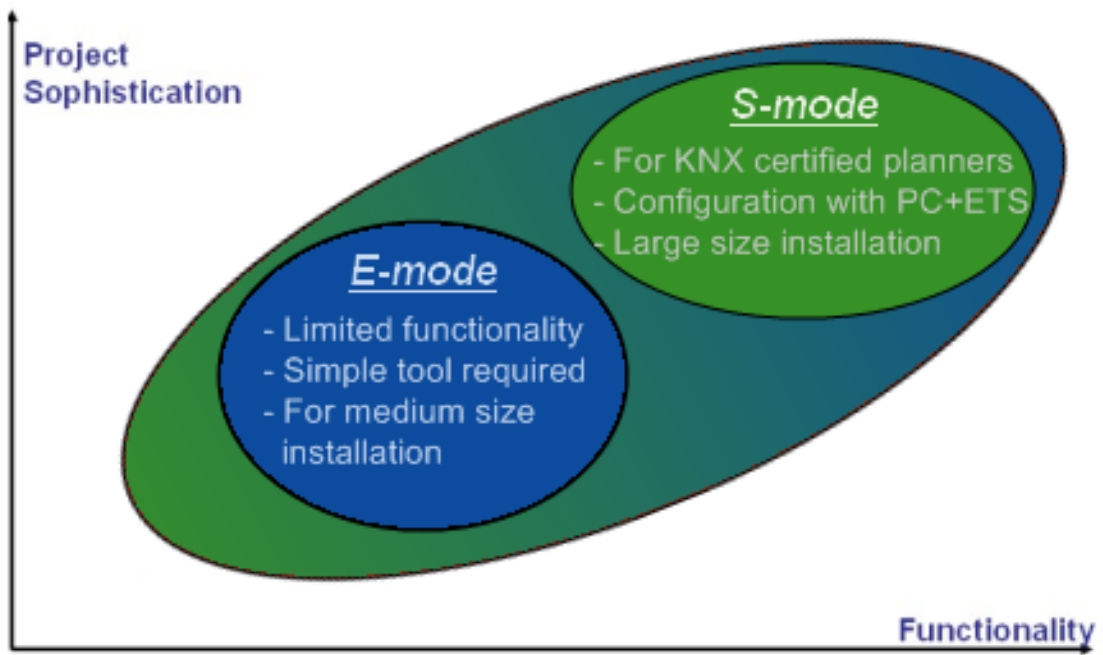 Project
Sophistication
S-mode
- For KNX certified planners
- Configuration with PC+ETS
- Large size installation
E-mode
- Limited functionality
- Simple tool required
- For medium size
installation
Functionality